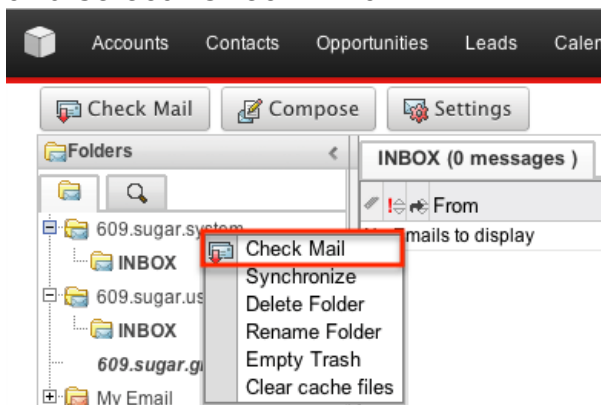 Accounts Contacts Opportunities Leads
Check Mail Compose Settings
Folders INBOX (0 messages )
! From
609.sugar.system
Emails to display
INBOX
609.sugar.us
INBOX
609.sugar.g
My Email
Check Mail
Synchronize
Delete Folder
Rename Folder
Empty Trash
Clear cache files